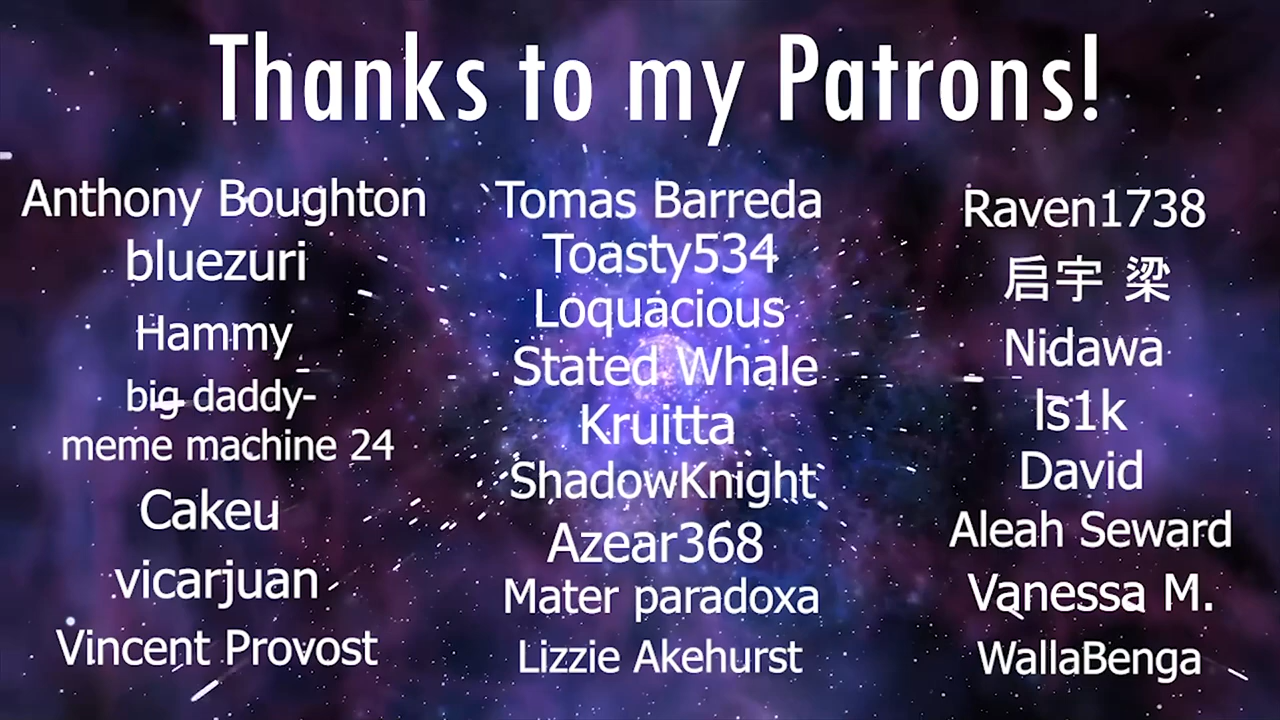 Thanks to my Patrons!
Anthony Boughton
bluezuri
Hammy
big daddy-
meme machine 24
Cakeu
vicarjuan
Vincent Provost
Tomas Barreda
Toasty534
Loquacious
Stated Whale
Kruitta
ShadowKnight
Azear368
Mater paradoxa
Lizzie Akehurst
Raven1738
启宇 梁
Nidawa
ls1k
David
Aleah Seward
Vanessa M.
WallaBenga